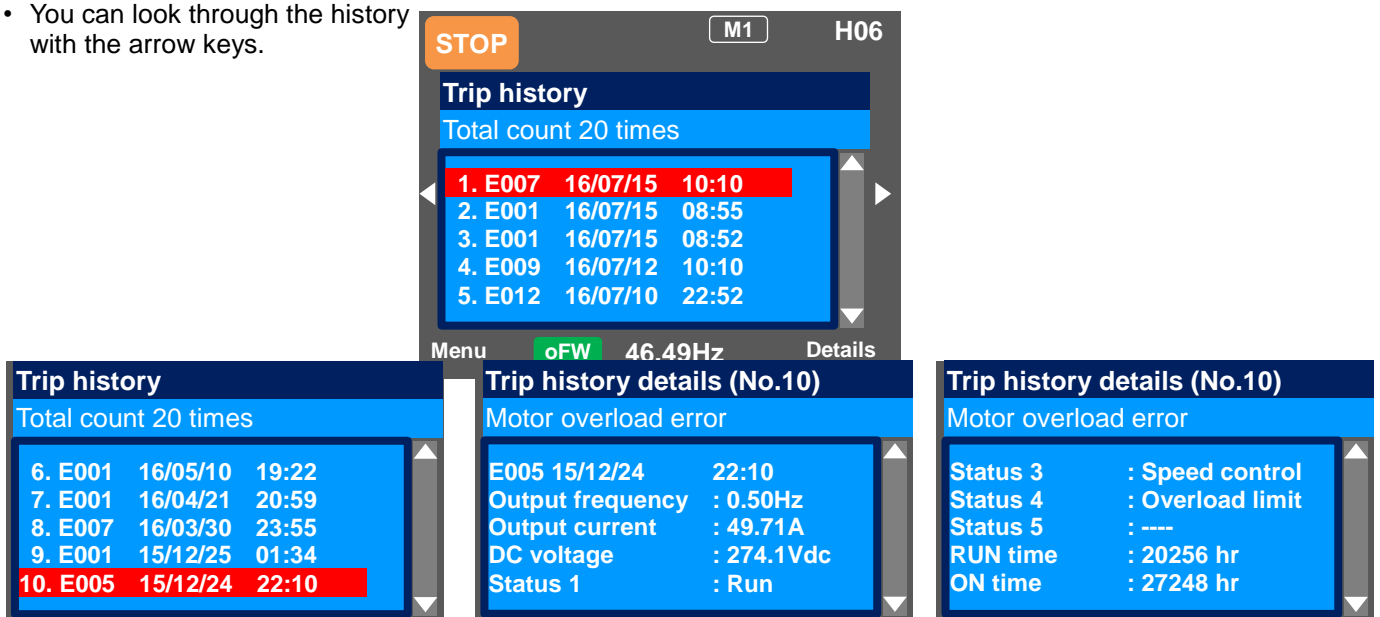 • You can look through the history
with the arrow keys.
STOP M1 H06
Trip history
Total count 20 times
1. E007 16/07/15 10:10
2. E001 16/07/15 08:55
3. E001 16/07/15 08:52
4. E009 16/07/12 10:10
5. E012 16/07/10 22:52
Menu oFW 46.49Hz Details
Trip history
Total count 20 times
6. E001 16/05/10 19:22
7. E001 16/04/21 20:59
8. E007 16/03/30 23:55
9. E001 15/12/25 01:34
10. E005 15/12/24 22:10
Trip history details (No.10)
Motor overload error
E005 15/12/24 22:10
Output frequency : 0.50Hz
Output current : 49.71A
DC voltage : 274.1Vdc
Status 1 : Run
Trip history details (No.10)
Motor overload error
Status 3 : Speed control
Status 4 : Overload limit
Status 5 : ----
RUN time : 20256 hr
ON time : 27248 hr